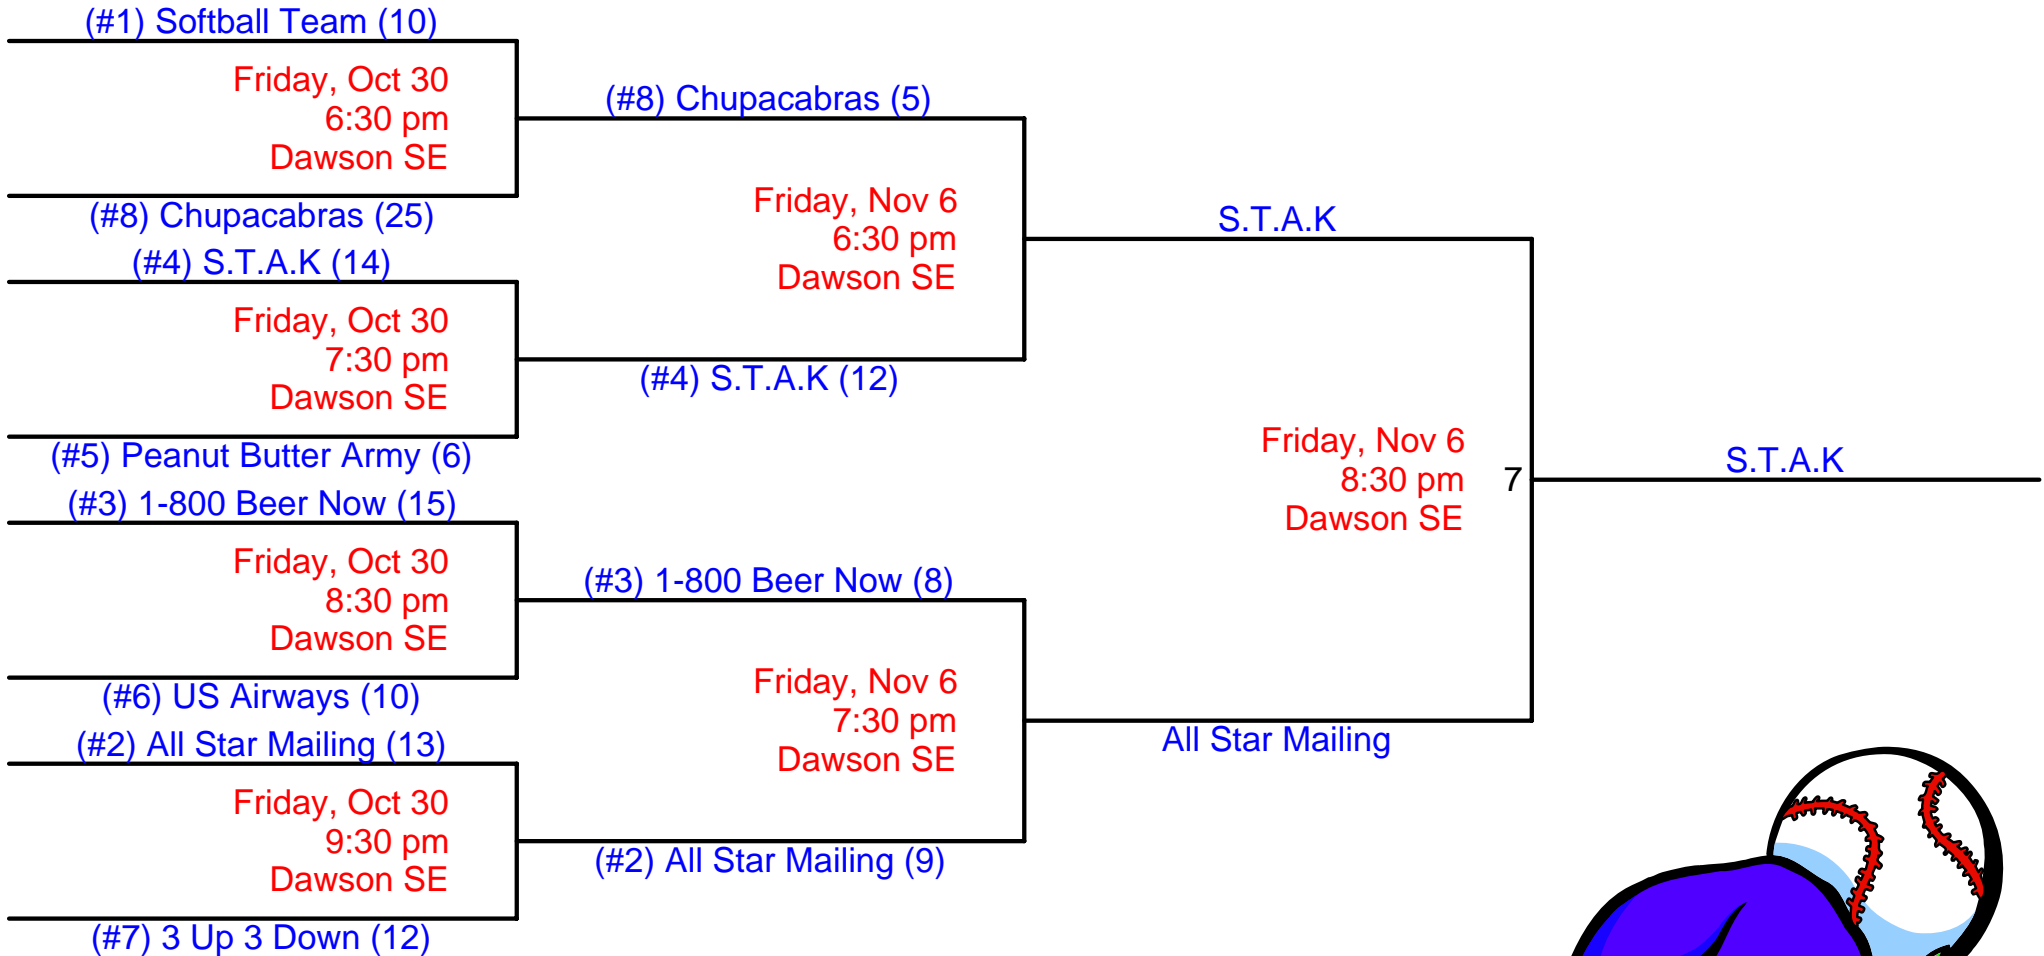 (#1) Softball Team (10)
Friday, Oct 30
6:30 pm
Dawson SE
(#8) Chupacabras (25)
(#4) S.T.A.K (14)
Friday, Oct 30
7:30 pm
Dawson SE
(#5) Peanut Butter Army (6)
(#3) 1-800 Beer Now (15)
Friday, Oct 30
8:30 pm
Dawson SE
(#6) US Airways (10)
(#2) All Star Mailing (13)
Friday, Oct 30
9:30 pm
Dawson SE
(#7) 3 Up 3 Down (12)
(#8) Chupacabras (5)
Friday, Nov 6
6:30 pm
Dawson SE
(#4) S.T.A.K (12)
(#3) 1-800 Beer Now (8)
Friday, Nov 6
7:30 pm
Dawson SE
(#2) All Star Mailing (9)
S.T.A.K
Friday, Nov 6
8:30 pm 7
Dawson SE
All Star Mailing
S.T.A.K